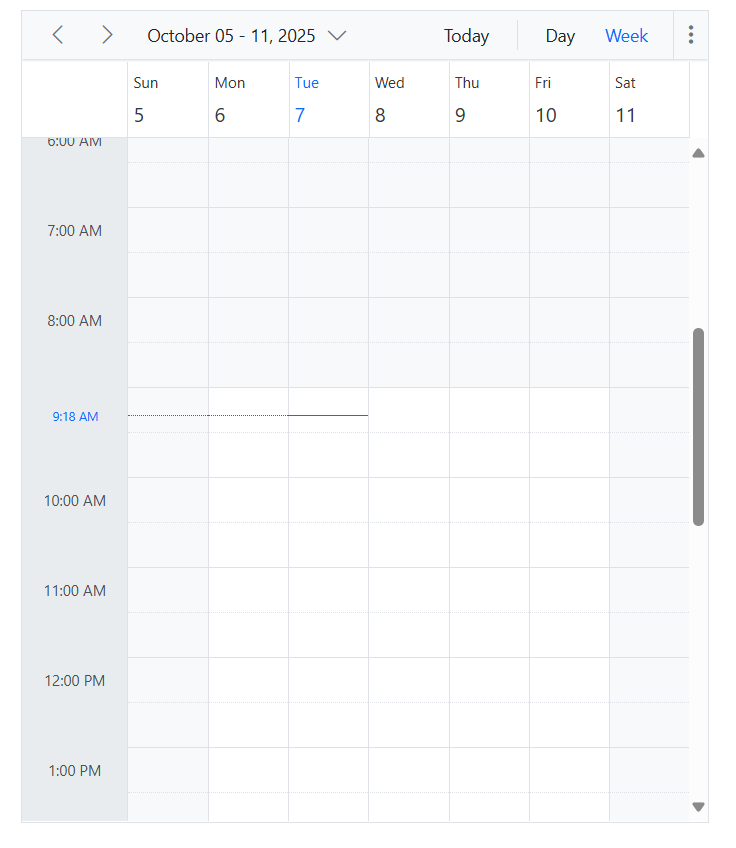 October 05 - 11, 2025 Today Day Week
Sun Mon Tue Wed Thu Fri Sat
5 6 7 8 9 10 11
6:00 AM
7:00 AM
8:00 AM
9:18 AM
10:00 AM
11:00 AM
12:00 PM
1:00 PM